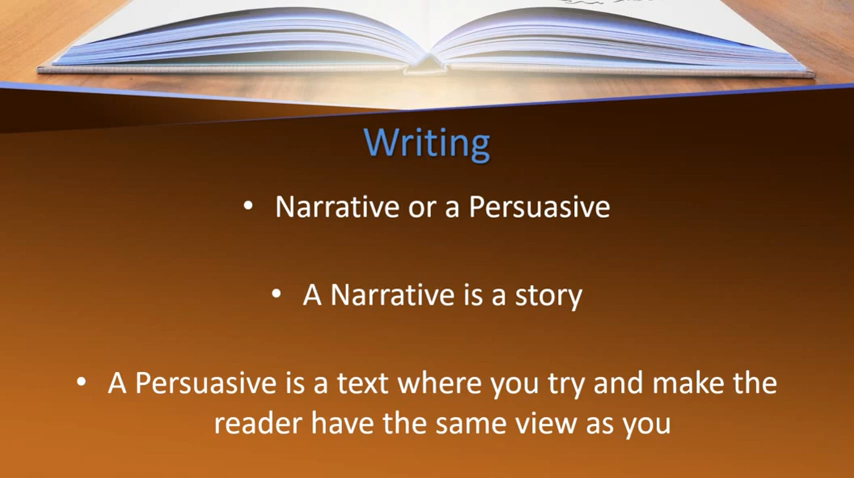 Writing
• Narrative or a Persuasive
• A Narrative is a story
• A Persuasive is a text where you try and make the
reader have the same view as you